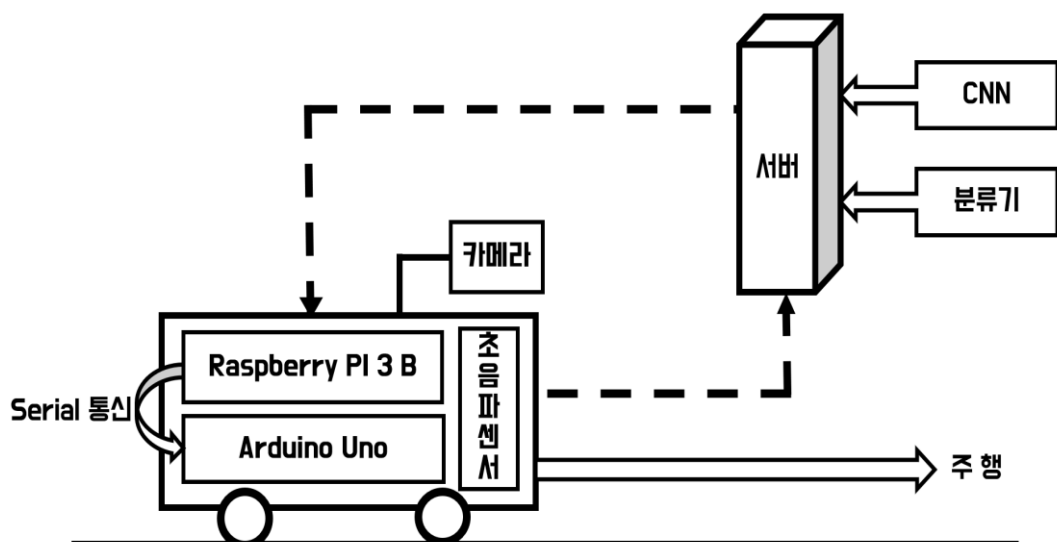 CNN
서버
분류기
카메라
Raspberry PI 3 B
초음파센서
Serial 통신
Arduino Uno
주 행